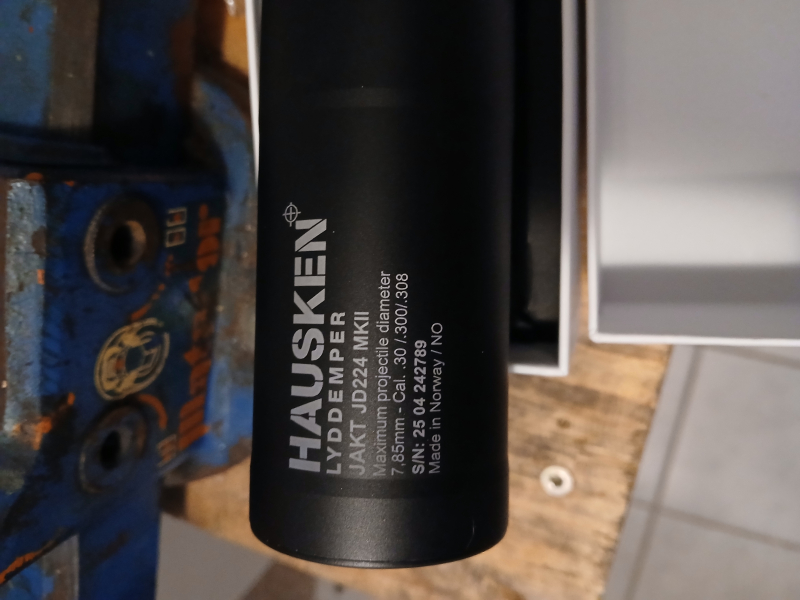 HAUSKEN
LYDDEMPER
JAKT JD224 MKII
Maximum projectile diameter
7,85mm - Cal. .30 /.300/.308
S/N: 25 04 242789
Made in Norway / NO